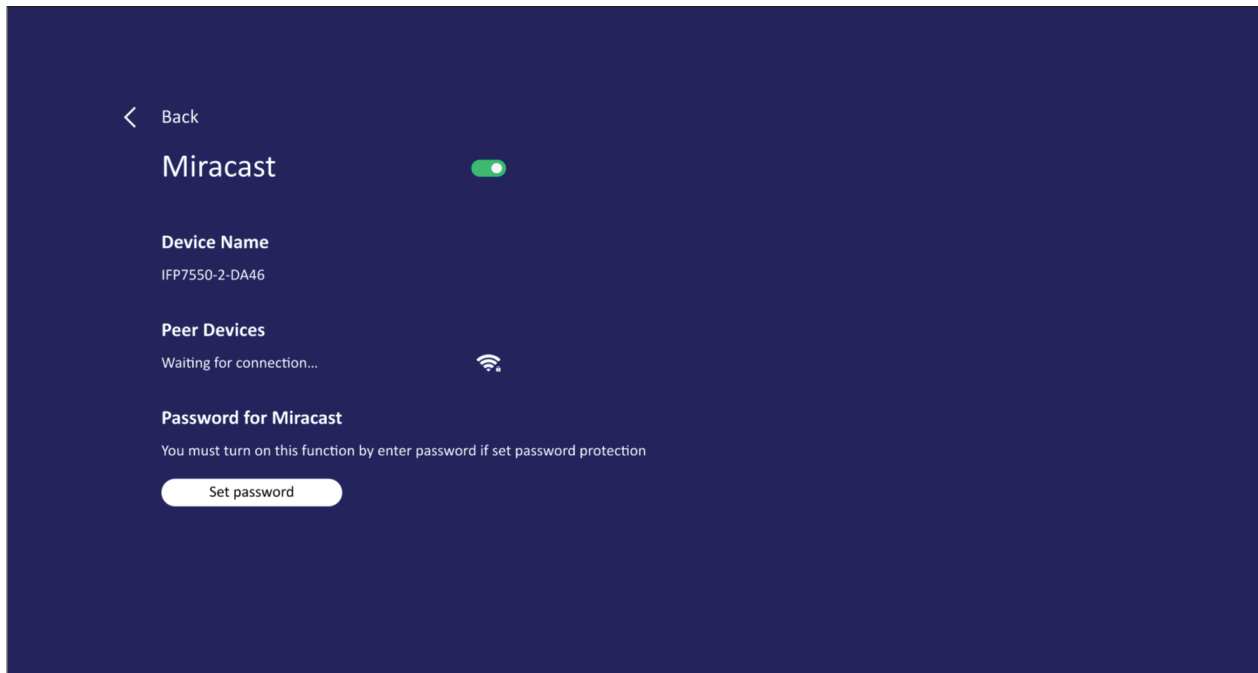 Back
Miracast
Device Name
IFP7550-2-DA46
Peer Devices
Waiting for connection...
Password for Miracast
You must turn on this function by enter password if set password protection
Set password